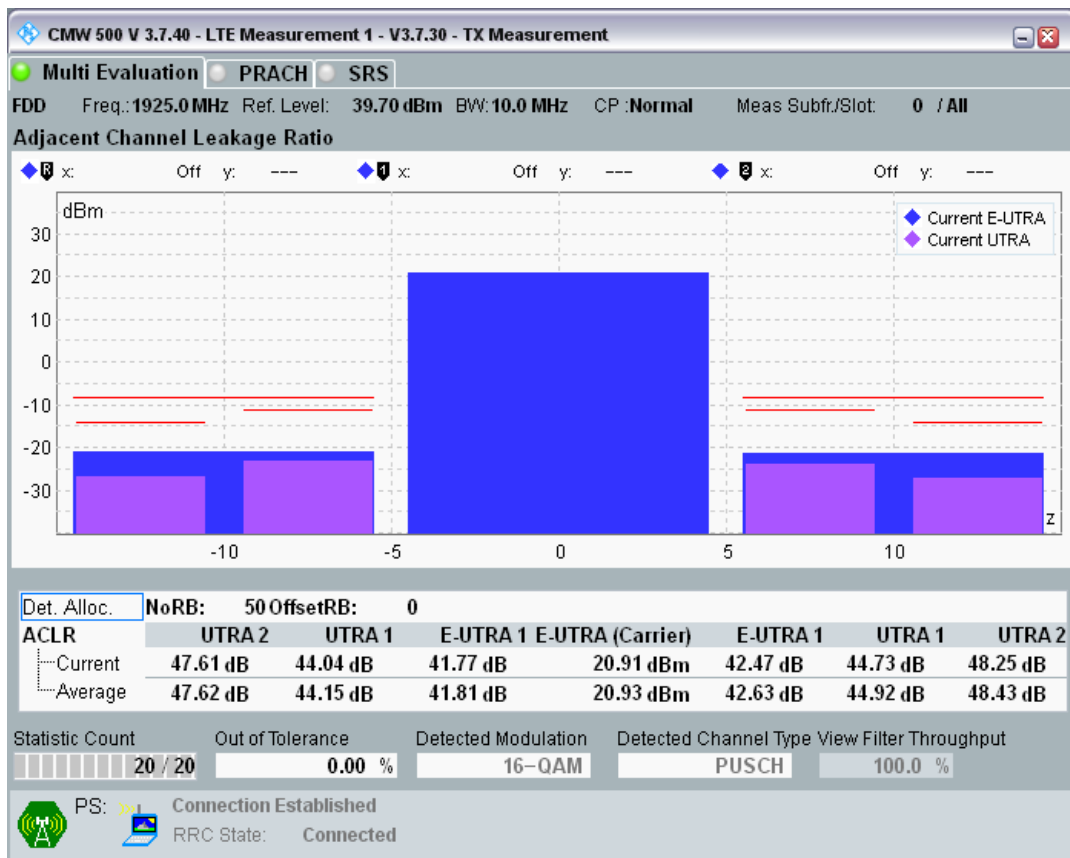 CMW 500 V 3.7.40 - LTE Measurement 1 - V3.7.30 - TX Measurement
Multi Evaluation PRACH SRS
FDD Freq.: 1925.0 MHz Ref. Level: 39.70 dBm BW: 10.0 MHz CP :Normal Meas Subfr./Slot: 0 / All
Adjacent Channel Leakage Ratio
R x: Off y: --- 1 x: Off y: --- 2 x: Off y: ---
dBm
Current E-UTRA
Current UTRA
30
20
10
0
-10
-20
-30
z
-10 -5 0 5 10
Det. Alloc. NoRB: 50 OffsetRB: 0
ACLR UTRA 2 UTRA 1 E-UTRA 1 E-UTRA (Carrier) E-UTRA 1 UTRA 1 UTRA 2
Current 47.61 dB 44.04 dB 41.77 dB 20.91 dBm 42.47 dB 44.73 dB 48.25 dB
Average 47.62 dB 44.15 dB 41.81 dB 20.93 dBm 42.63 dB 44.92 dB 48.43 dB
Statistic Count Out of Tolerance Detected Modulation Detected Channel Type View Filter Throughput
20 / 20 0.00 % 16-QAM PUSCH 100.0 %
PS: Connection Established
RRC State: Connected